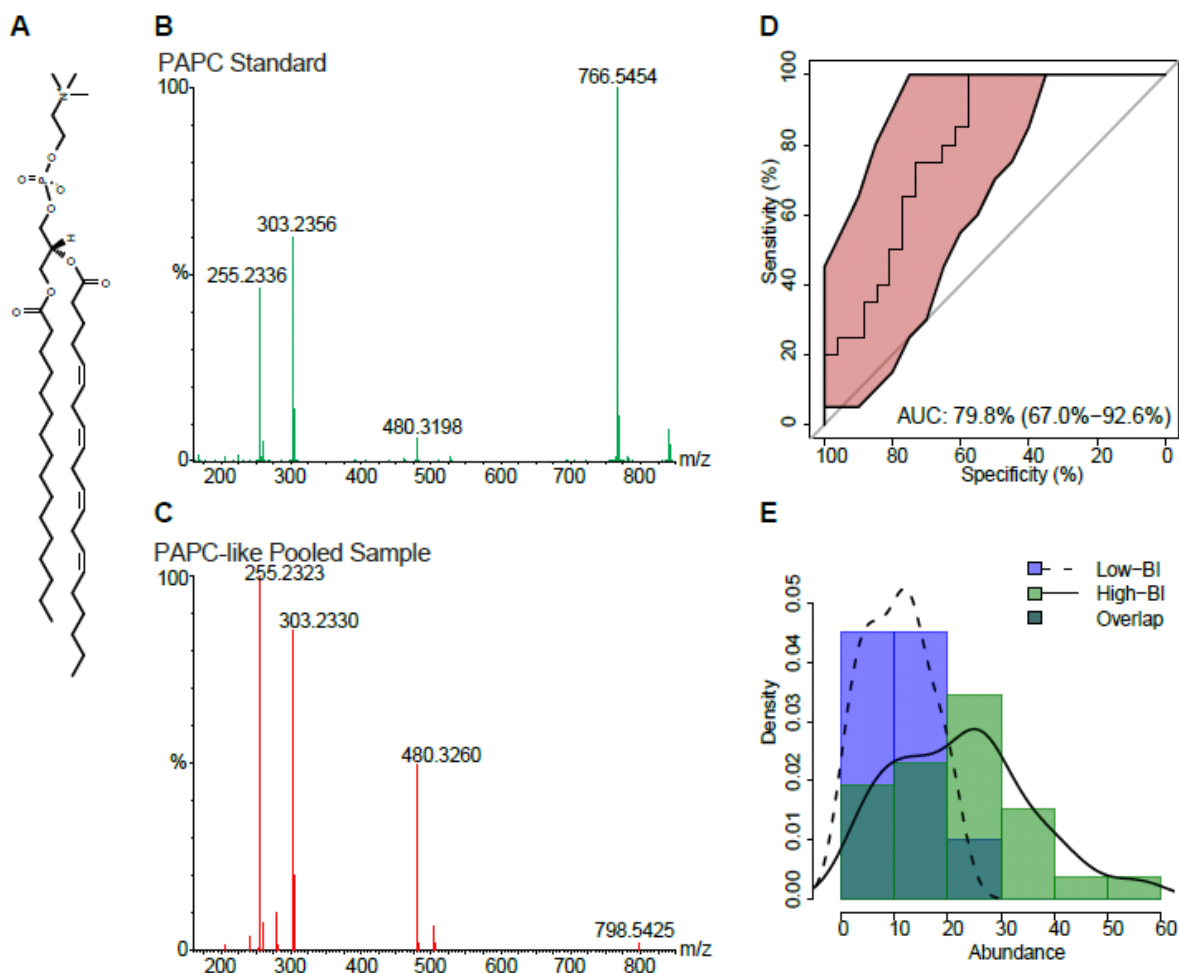 A
N
O
O
O
O
H
O
O
O
O
B
PAPC Standard
100
766.5454
303.2356
255.2336
%
480.3198
0
200 300 400 500 600 700 800 m/z
C
PAPC-like Pooled Sample
100
255.2323
303.2330
%
480.3260
798.5425
0
200 300 400 500 600 700 800 m/z
D
Sensitivity (%)
0 20 40 60 80 100
AUC: 79.8% (67.0%−92.6%)
100 80 60 40 20 0
Specificity (%)
E
Low−BI
High−BI
Overlap
Density
0.00 0.01 0.02 0.03 0.04 0.05
0 10 20 30 40 50 60
Abundance